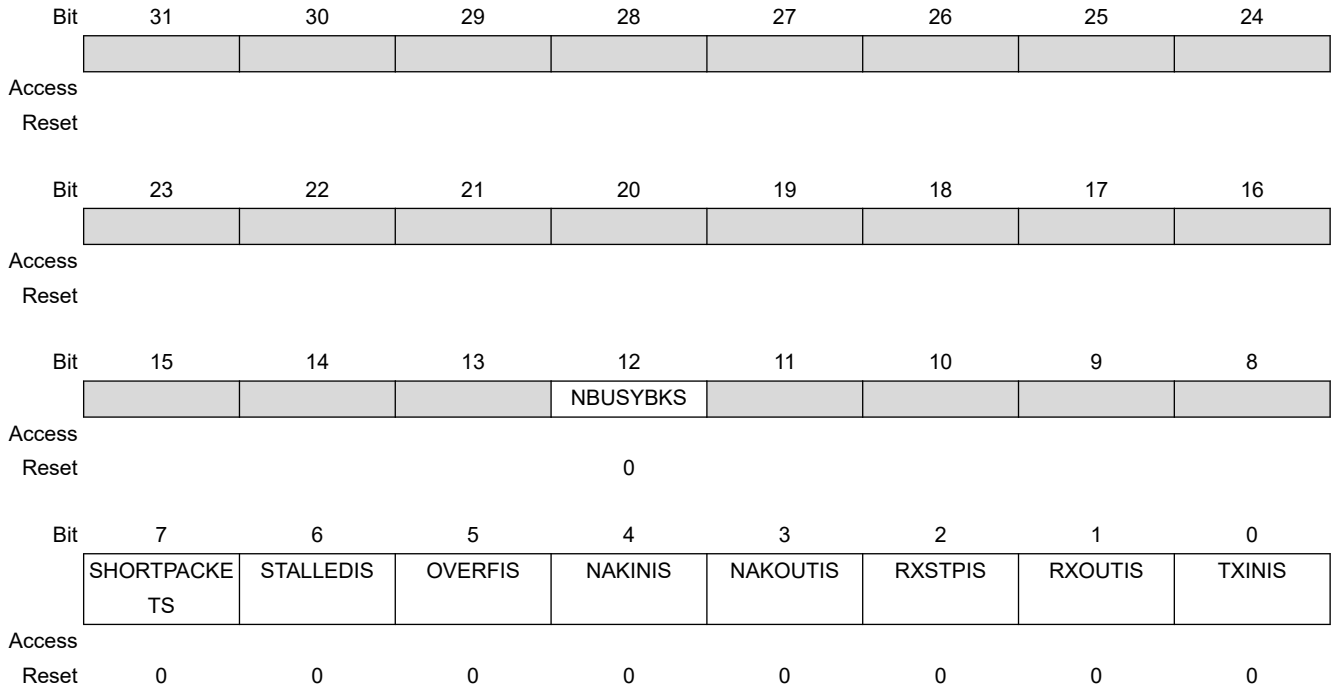 Bit 31 30 29 28 27 26 25 24
Access
Reset
Bit 23 22 21 20 19 18 17 16
Access
Reset
Bit 15 14 13 12 11 10 9 8
NBUSYBKS
Access
Reset 0
Bit 7 6 5 4 3 2 1 0
SHORTPACKE STALLEDIS OVERFIS NAKINIS NAKOUTIS RXSTPIS RXOUTIS TXINIS
TS
Access
Reset 0 0 0 0 0 0 0 0